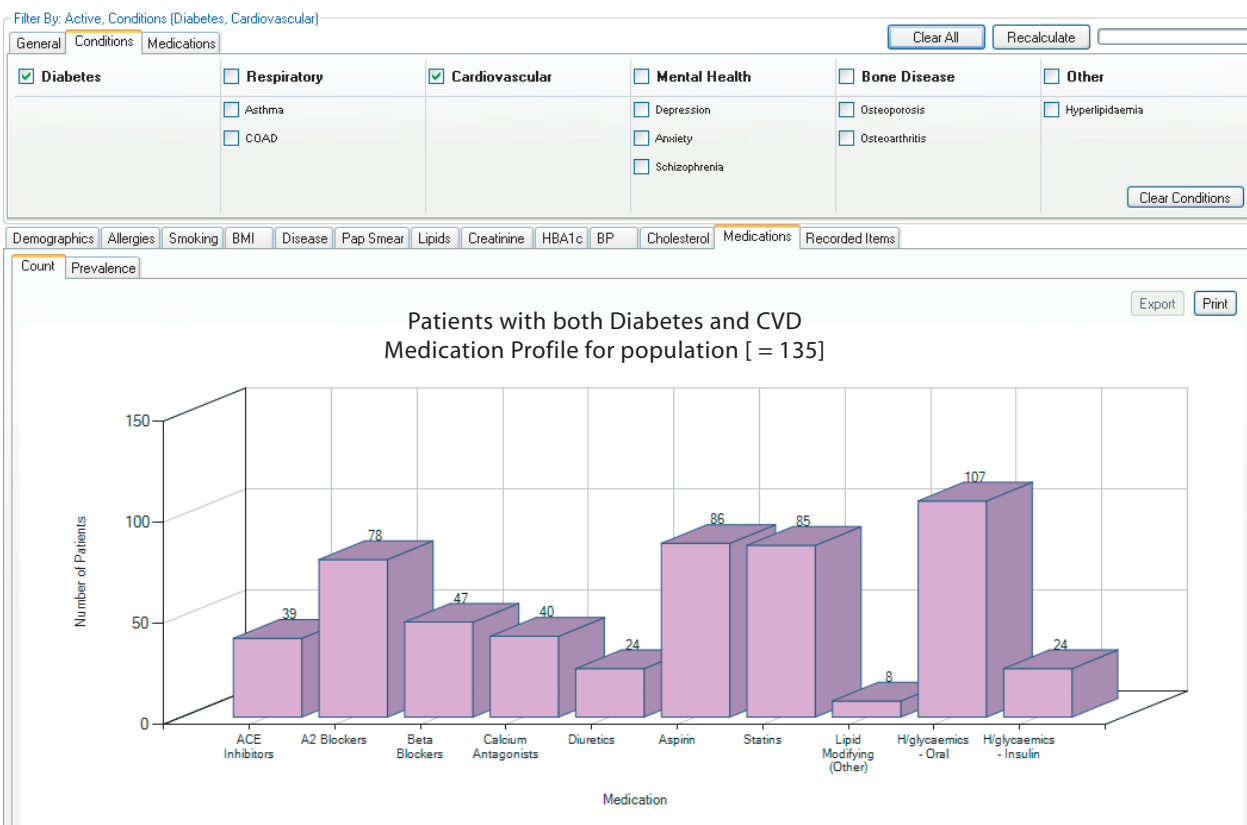 Filter By: Active, Conditions (Diabetes, Cardiovascular)
General Conditions Medications Clear All Recalculate
Diabetes Respiratory Cardiovascular Mental Health Bone Disease Other
Asthma Depression Osteoporosis Hyperlipidaemia
COAD Anxiety Osteoarthritis
Schizophrenia
Clear Conditions
Demographics Allergies Smoking BMI Disease Pap Smear Lipids Creatinine HBA1c BP Cholesterol Medications Recorded Items
Count Prevalence
Export Print
Patients with both Diabetes and CVD
Medication Profile for population [ = 135]
Number of Patients
150
100
50
0
39
78
47
40
24
86
85
8
107
24
ACE
Inhibitors
A2 Blockers
Beta
Blockers
Calcium
Antagonists
Diuretics
Aspirin
Statins
Lipid
Modifying
(Other)
H/glycaemics
- Oral
H/glycaemics
- Insulin
Medication